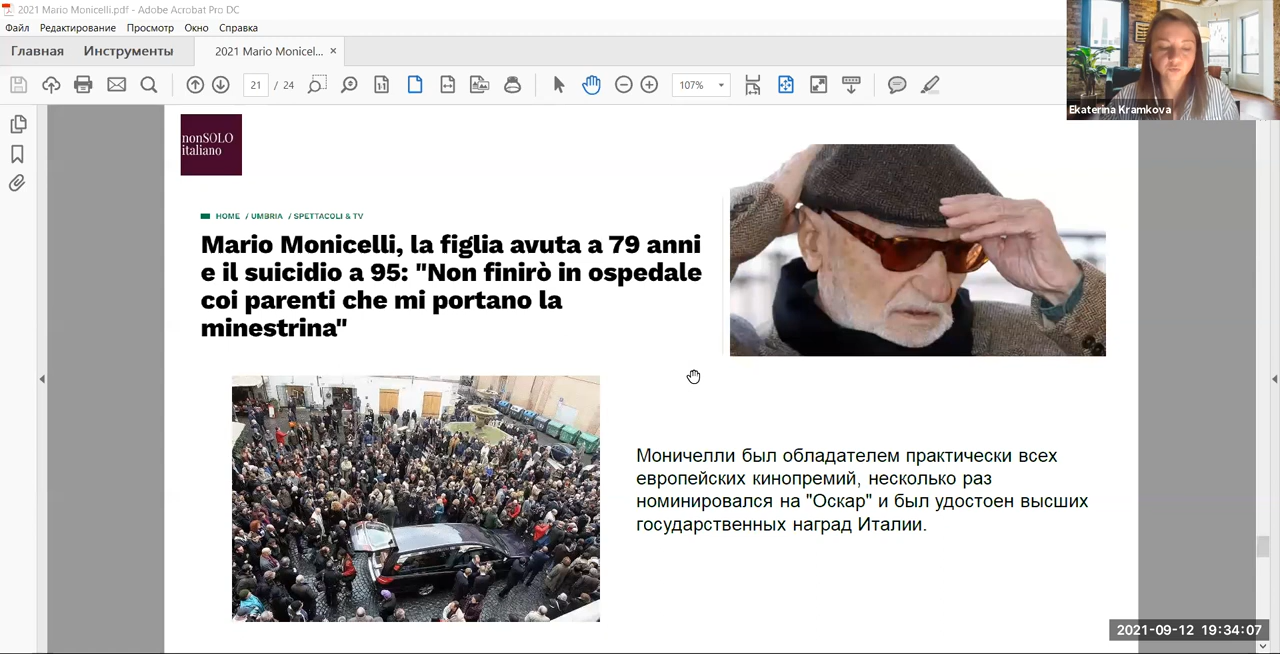 2021 Mario Monicelli.pdf - Adobe Acrobat Pro DC
Файл Редактирование Просмотр Окно Справка
Главная Инструменты 2021 Mario Monicel... ×
21 / 24 107%
Ekaterina Kramkova
nonSOLO
italiano
HOME / UMBRIA / SPETTACOLI & TV
Mario Monicelli, la figlia avuta a 79 anni
e il suicidio a 95: "Non finirò in ospedale
coi parenti che mi portano la
minestrina"
Моничелли был обладателем практически всех
европейских кинопремий, несколько раз
номинировался на "Оскар" и был удостоен высших
государственных наград Италии.
2021-09-12 19:34:07